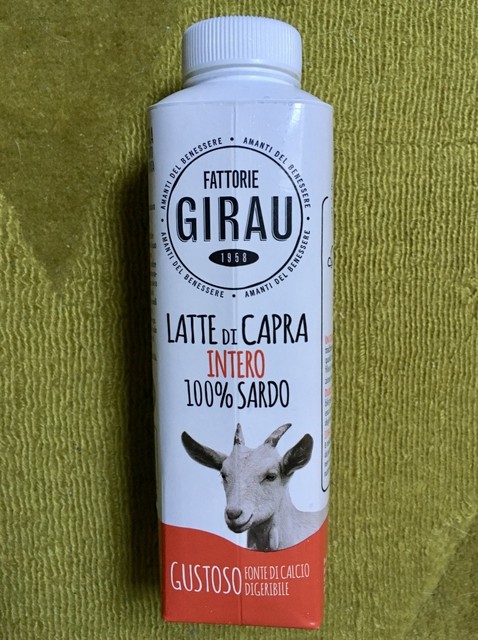 AMANTI DEL BENESSERE • AMANTI DEL BENESSERE • AMANTI DEL BENESSERE • AMANTI DEL BENESSERE •
FATTORIE
GIRAU
1958
LATTE DI CAPRA
INTERO
100% SARDO
GUSTOSO
FONTE DI CALCIO
DIGERIBILE